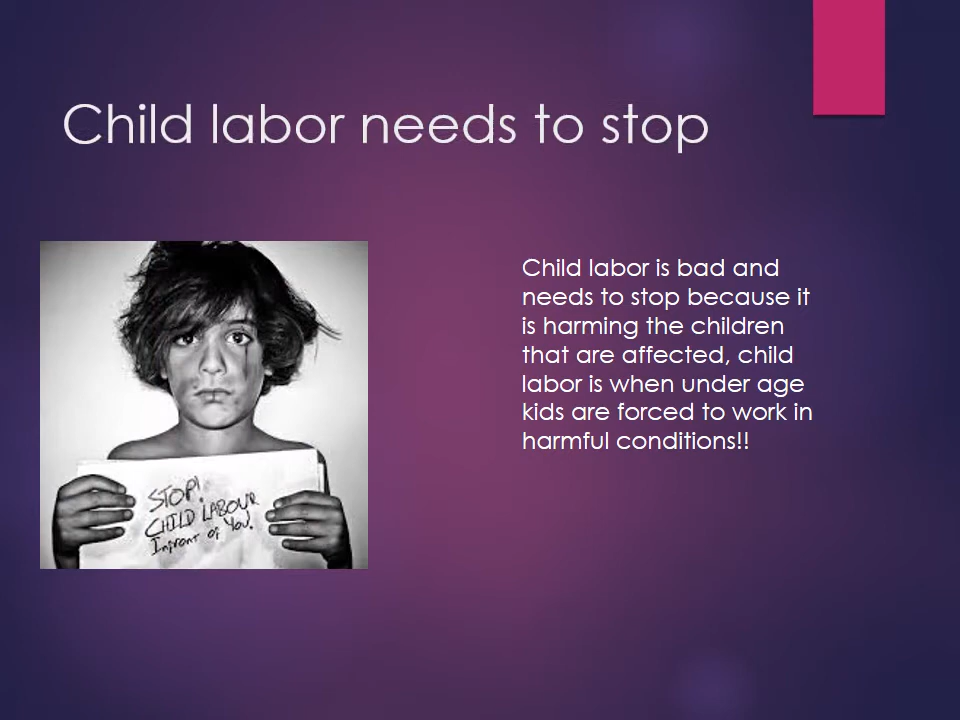 Child labor needs to stop
Child labor is bad and
needs to stop because it
is harming the children
that are affected, child
labor is when under age
kids are forced to work in
harmful conditions!!
STOP!
CHILD LABOUR
Infront of You.